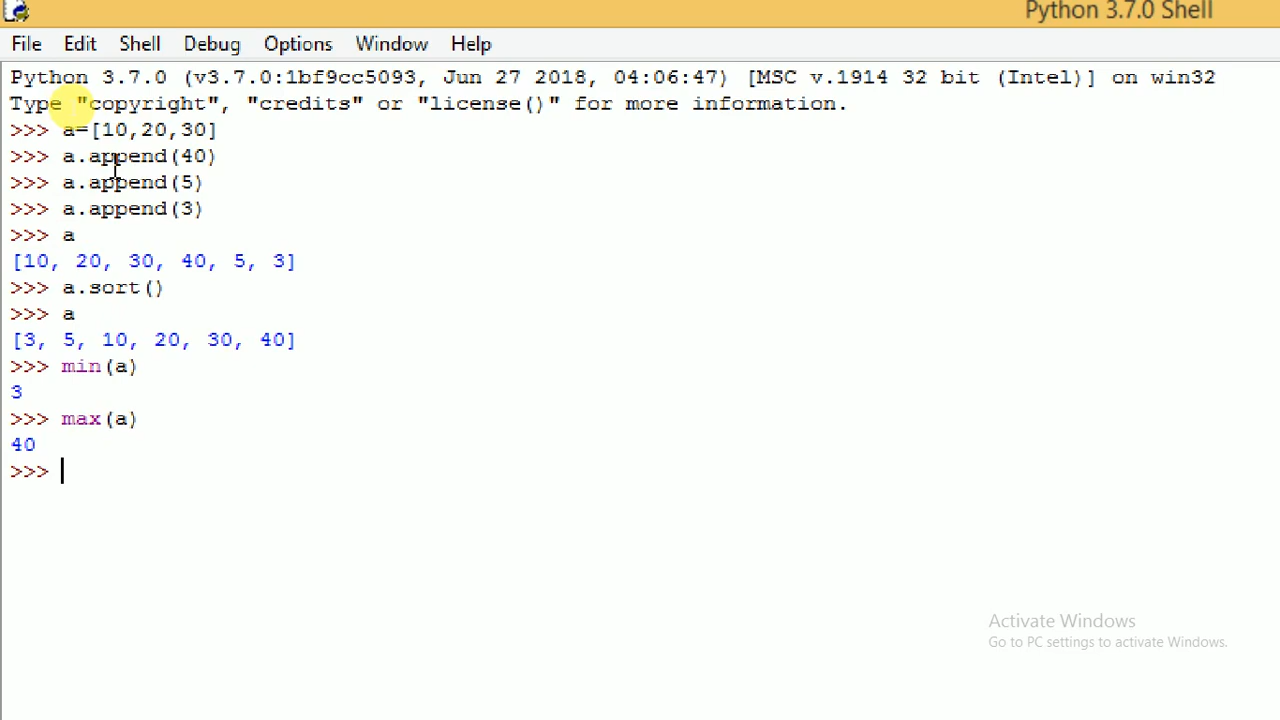 Python 3.7.0 Shell
File Edit Shell Debug Options Window Help
Python 3.7.0 (v3.7.0:1bf9cc5093, Jun 27 2018, 04:06:47) [MSC v.1914 32 bit (Intel)] on win32
Type "copyright", "credits" or "license()" for more information.
>>> a=[10,20,30]
>>> a.append(40)
>>> a.append(5)
>>> a.append(3)
>>> a
[10, 20, 30, 40, 5, 3]
>>> a.sort()
>>> a
[3, 5, 10, 20, 30, 40]
>>> min(a)
3
>>> max(a)
40
>>>
Activate Windows
Go to PC settings to activate Windows.